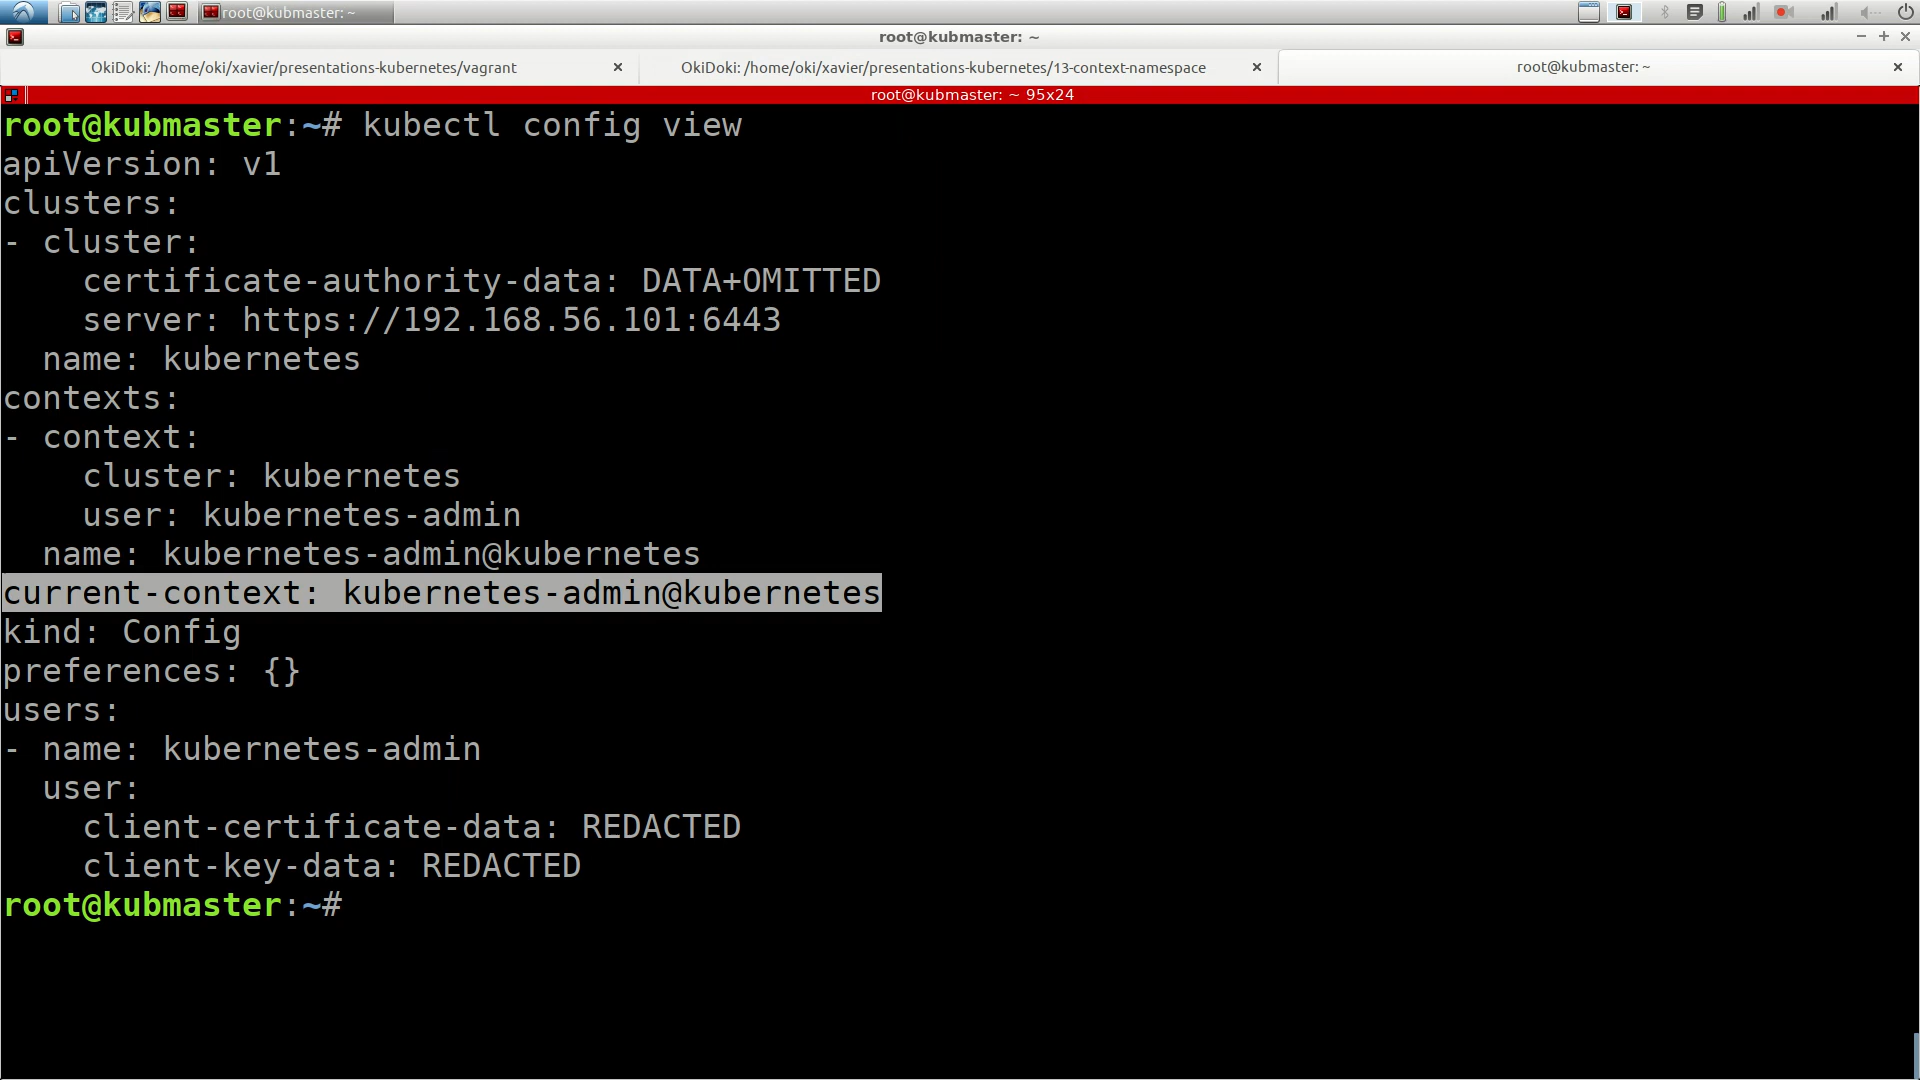 root@kubmaster: ~
root@kubmaster: ~
OkiDoki: /home/oki/xavier/presentations-kubernetes/vagrant
OkiDoki: /home/oki/xavier/presentations-kubernetes/13-context-namespace
root@kubmaster: ~
root@kubmaster: ~ 95x24
root@kubmaster:~# kubectl config view
apiVersion: v1
clusters:
- cluster:
    certificate-authority-data: DATA+OMITTED
    server: https://192.168.56.101:6443
  name: kubernetes
contexts:
- context:
    cluster: kubernetes
    user: kubernetes-admin
  name: kubernetes-admin@kubernetes
current-context: kubernetes-admin@kubernetes
kind: Config
preferences: {}
users:
- name: kubernetes-admin
  user:
    client-certificate-data: REDACTED
    client-key-data: REDACTED
root@kubmaster:~#